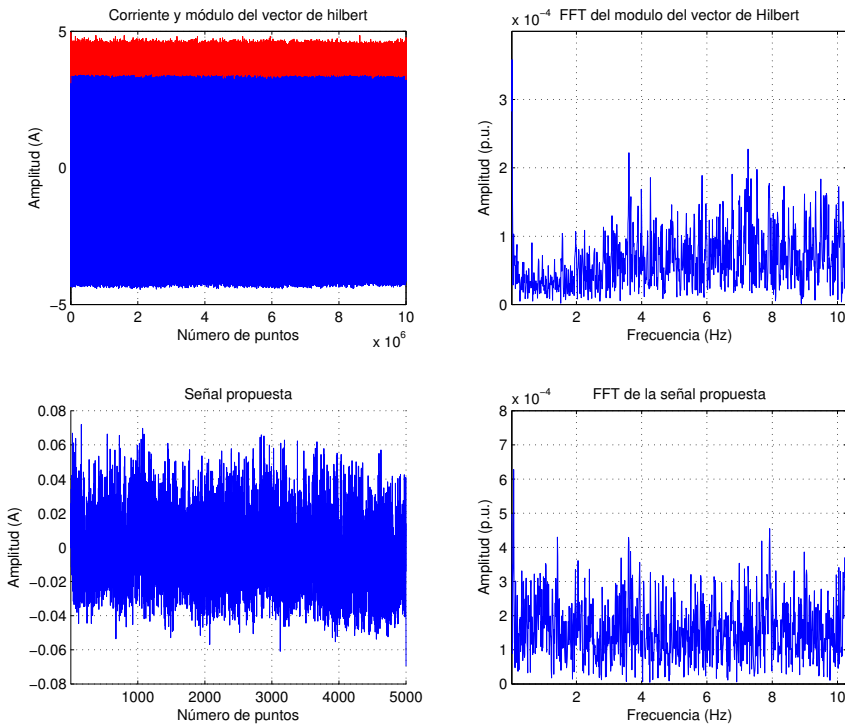 Corriente y módulo del vector de hilbert
5
0
−5
Amplitud (A)
0 2 4 6 8 10
x 10⁶
Número de puntos
x 10⁻⁴ FFT del modulo del vector de Hilbert
3
2
1
0
Amplitud (p.u.)
2 4 6 8 10
Frecuencia (Hz)
Señal propuesta
0.08
0.06
0.04
0.02
0
−0.02
−0.04
−0.06
−0.08
Amplitud (A)
1000 2000 3000 4000 5000
Número de puntos
x 10⁻⁴ FFT de la señal propuesta
8
7
6
5
4
3
2
1
0
Amplitud (p.u.)
2 4 6 8 10
Frecuencia (Hz)